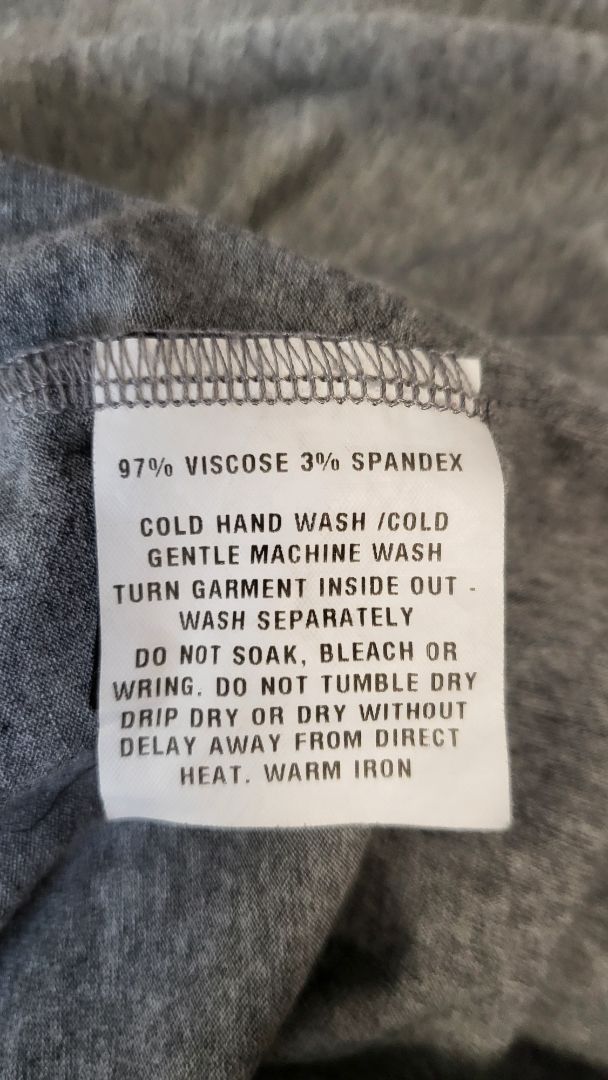 97% VISCOSE 3% SPANDEX
COLD HAND WASH /COLD
GENTLE MACHINE WASH
TURN GARMENT INSIDE OUT -
WASH SEPARATELY
DO NOT SOAK, BLEACH OR
WRING. DO NOT TUMBLE DRY
DRIP DRY OR DRY WITHOUT
DELAY AWAY FROM DIRECT
HEAT. WARM IRON